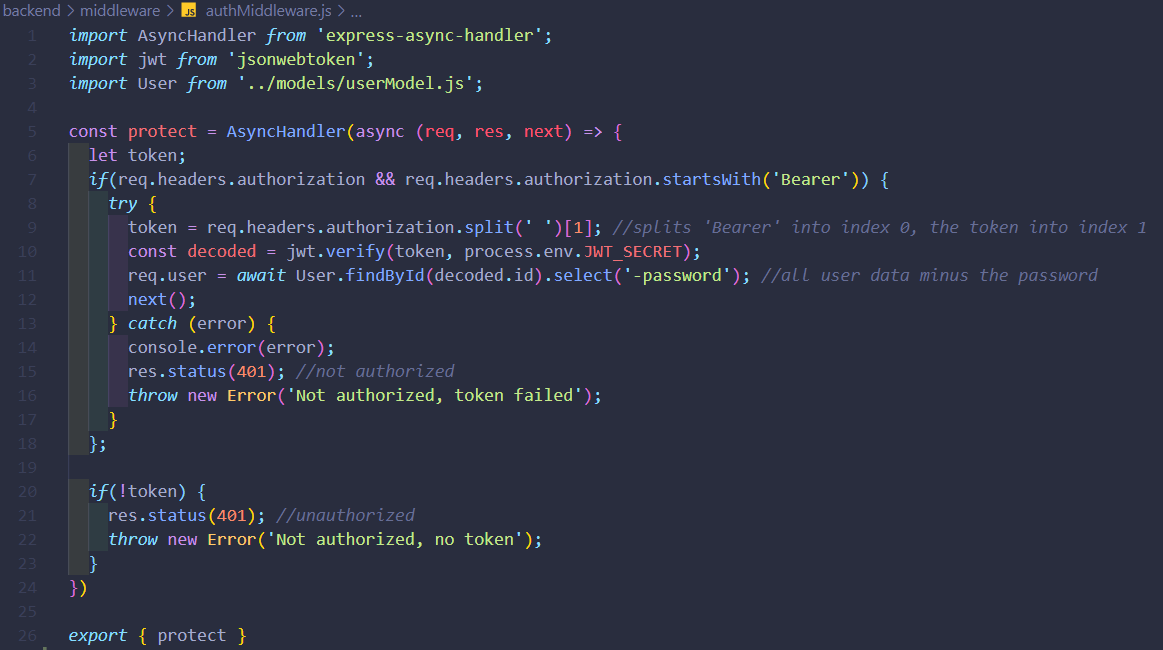 backend > middleware > JS authMiddleware.js > ...
1 import AsyncHandler from 'express-async-handler';
2 import jwt from 'jsonwebtoken';
3 import User from '../models/userModel.js';
4
5 const protect = AsyncHandler(async (req, res, next) => {
6   let token;
7   if(req.headers.authorization && req.headers.authorization.startsWith('Bearer')) {
8     try {
9       token = req.headers.authorization.split(' ')[1]; //splits 'Bearer' into index 0, the token into index 1
10       const decoded = jwt.verify(token, process.env.JWT_SECRET);
11       req.user = await User.findById(decoded.id).select('-password'); //all user data minus the password
12       next();
13     } catch (error) {
14       console.error(error);
15       res.status(401); //not authorized
16       throw new Error('Not authorized, token failed');
17     }
18   };
19
20   if(!token) {
21     res.status(401); //unauthorized
22     throw new Error('Not authorized, no token');
23   }
24 })
25
26 export { protect }